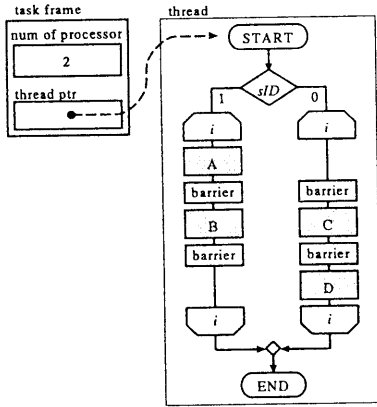 task frame
thread
num of processor
START
2
thread ptr
sID
1
0
i
i
A
barrier
barrier
B
C
barrier
barrier
D
i
i
END